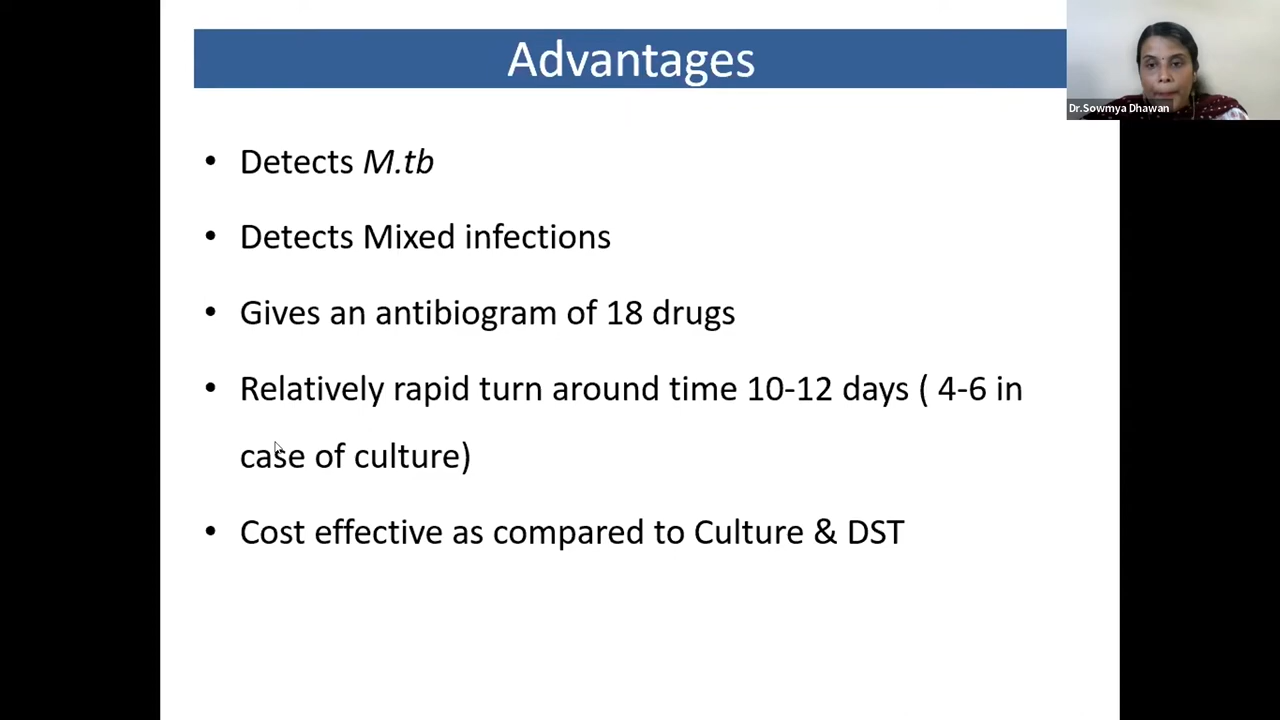 Advantages
Dr.Sowmya Dhawan
• Detects M.tb
• Detects Mixed infections
• Gives an antibiogram of 18 drugs
• Relatively rapid turn around time 10-12 days ( 4-6 in
case of culture)
• Cost effective as compared to Culture & DST